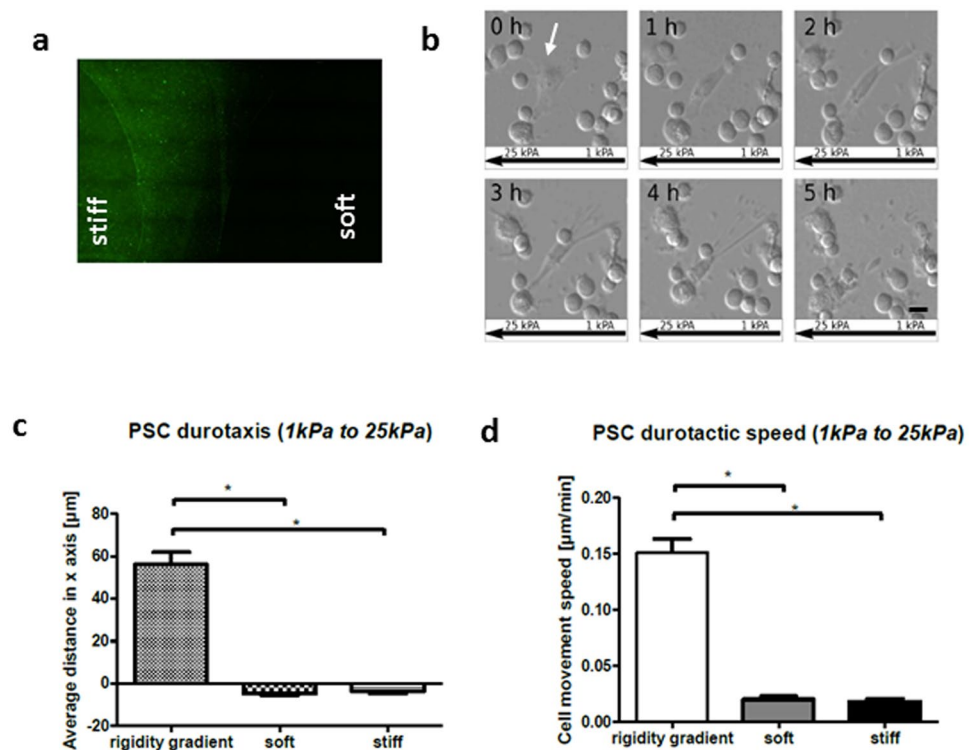 a
stiff
soft
b
0 h
1 h
2 h
25 kPA 1 kPA
25 kPA 1 kPA
25 kPA 1 kPA
3 h
4 h
5 h
25 kPA 1 kPA
25 kPA 1 kPA
25 kPA 1 kPA
c
PSC durotaxis (1kPa to 25kPa)
Average distance in x axis [µm]
80
60
40
20
0
-20
*
*
rigidity gradient
soft
stiff
d
PSC durotactic speed (1kPa to 25kPa)
Cell movement speed [µm/min]
0.20
0.15
0.10
0.05
0.00
*
*
rigidity gradient
soft
stiff